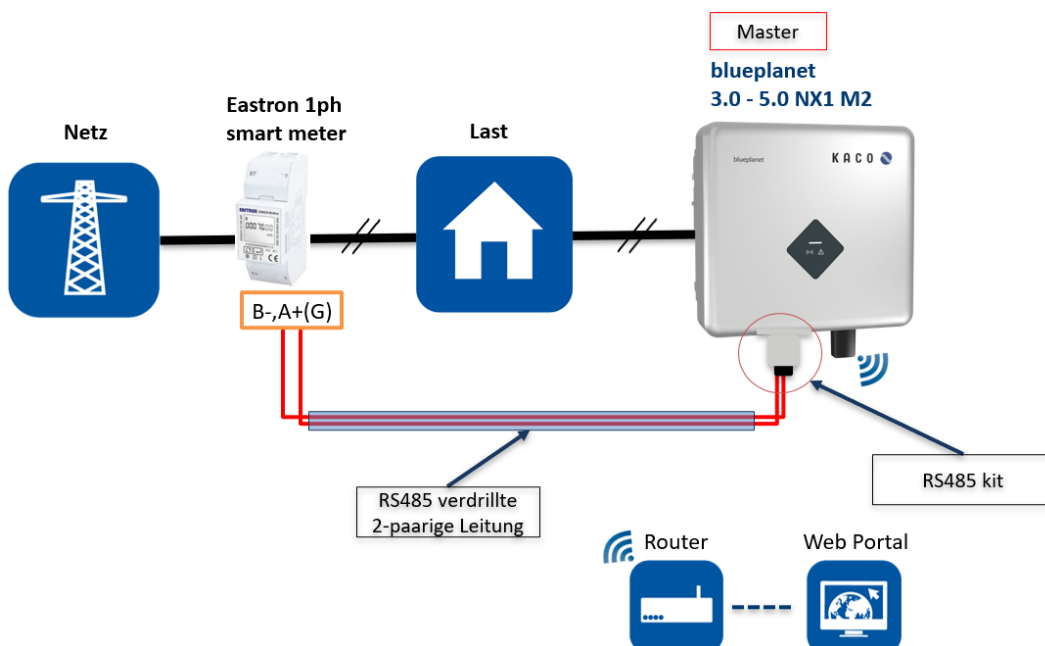 Master
blueplanet
3.0 - 5.0 NX1 M2
Eastron 1ph
smart meter
Netz
Last
blueplanet
KACO
B-,A+(G)
RS485 verdrillte
2-paarige Leitung
RS485 kit
Router
Web Portal